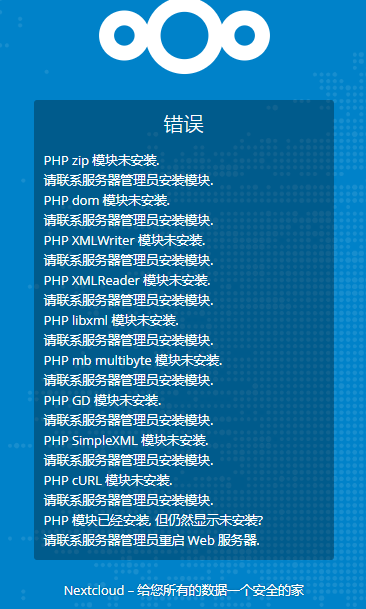 错误
PHP zip 模块未安装.
请联系服务器管理员安装模块.
PHP dom 模块未安装.
请联系服务器管理员安装模块.
PHP XMLWriter 模块未安装.
请联系服务器管理员安装模块.
PHP XMLReader 模块未安装.
请联系服务器管理员安装模块.
PHP libxml 模块未安装.
请联系服务器管理员安装模块.
PHP mb multibyte 模块未安装.
请联系服务器管理员安装模块.
PHP GD 模块未安装.
请联系服务器管理员安装模块.
PHP SimpleXML 模块未安装.
请联系服务器管理员安装模块.
PHP cURL 模块未安装.
请联系服务器管理员安装模块.
PHP 模块已经安装, 但仍然显示未安装?
请联系服务器管理员重启 Web 服务器.
Nextcloud – 给您所有的数据一个安全的家